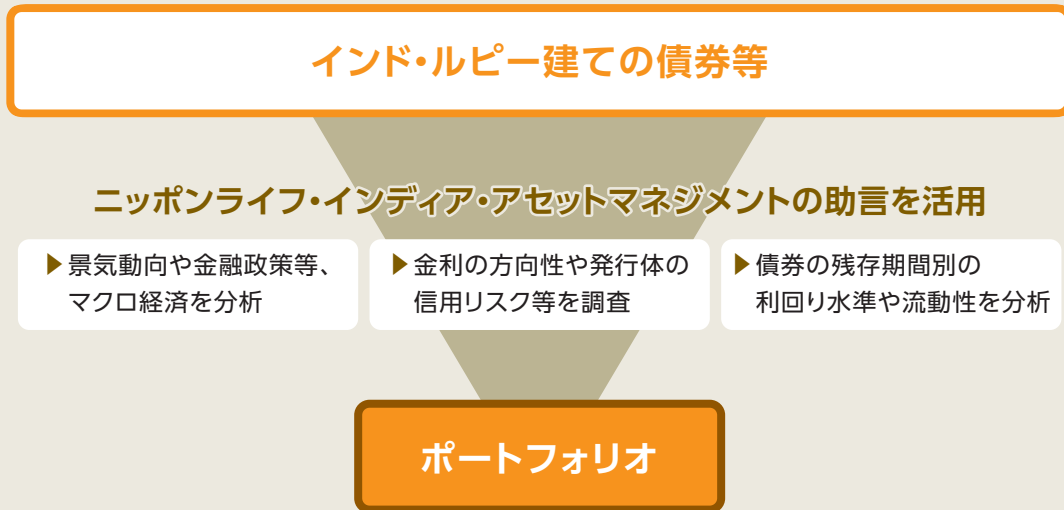 インド・ルピー建ての債券等
ニッポンライフ・インディア・アセットマネジメントの助言を活用
▶景気動向や金融政策等、
マクロ経済を分析
▶金利の方向性や発行体の
信用リスク等を調査
▶債券の残存期間別の
利回り水準や流動性を分析
ポートフォリオ